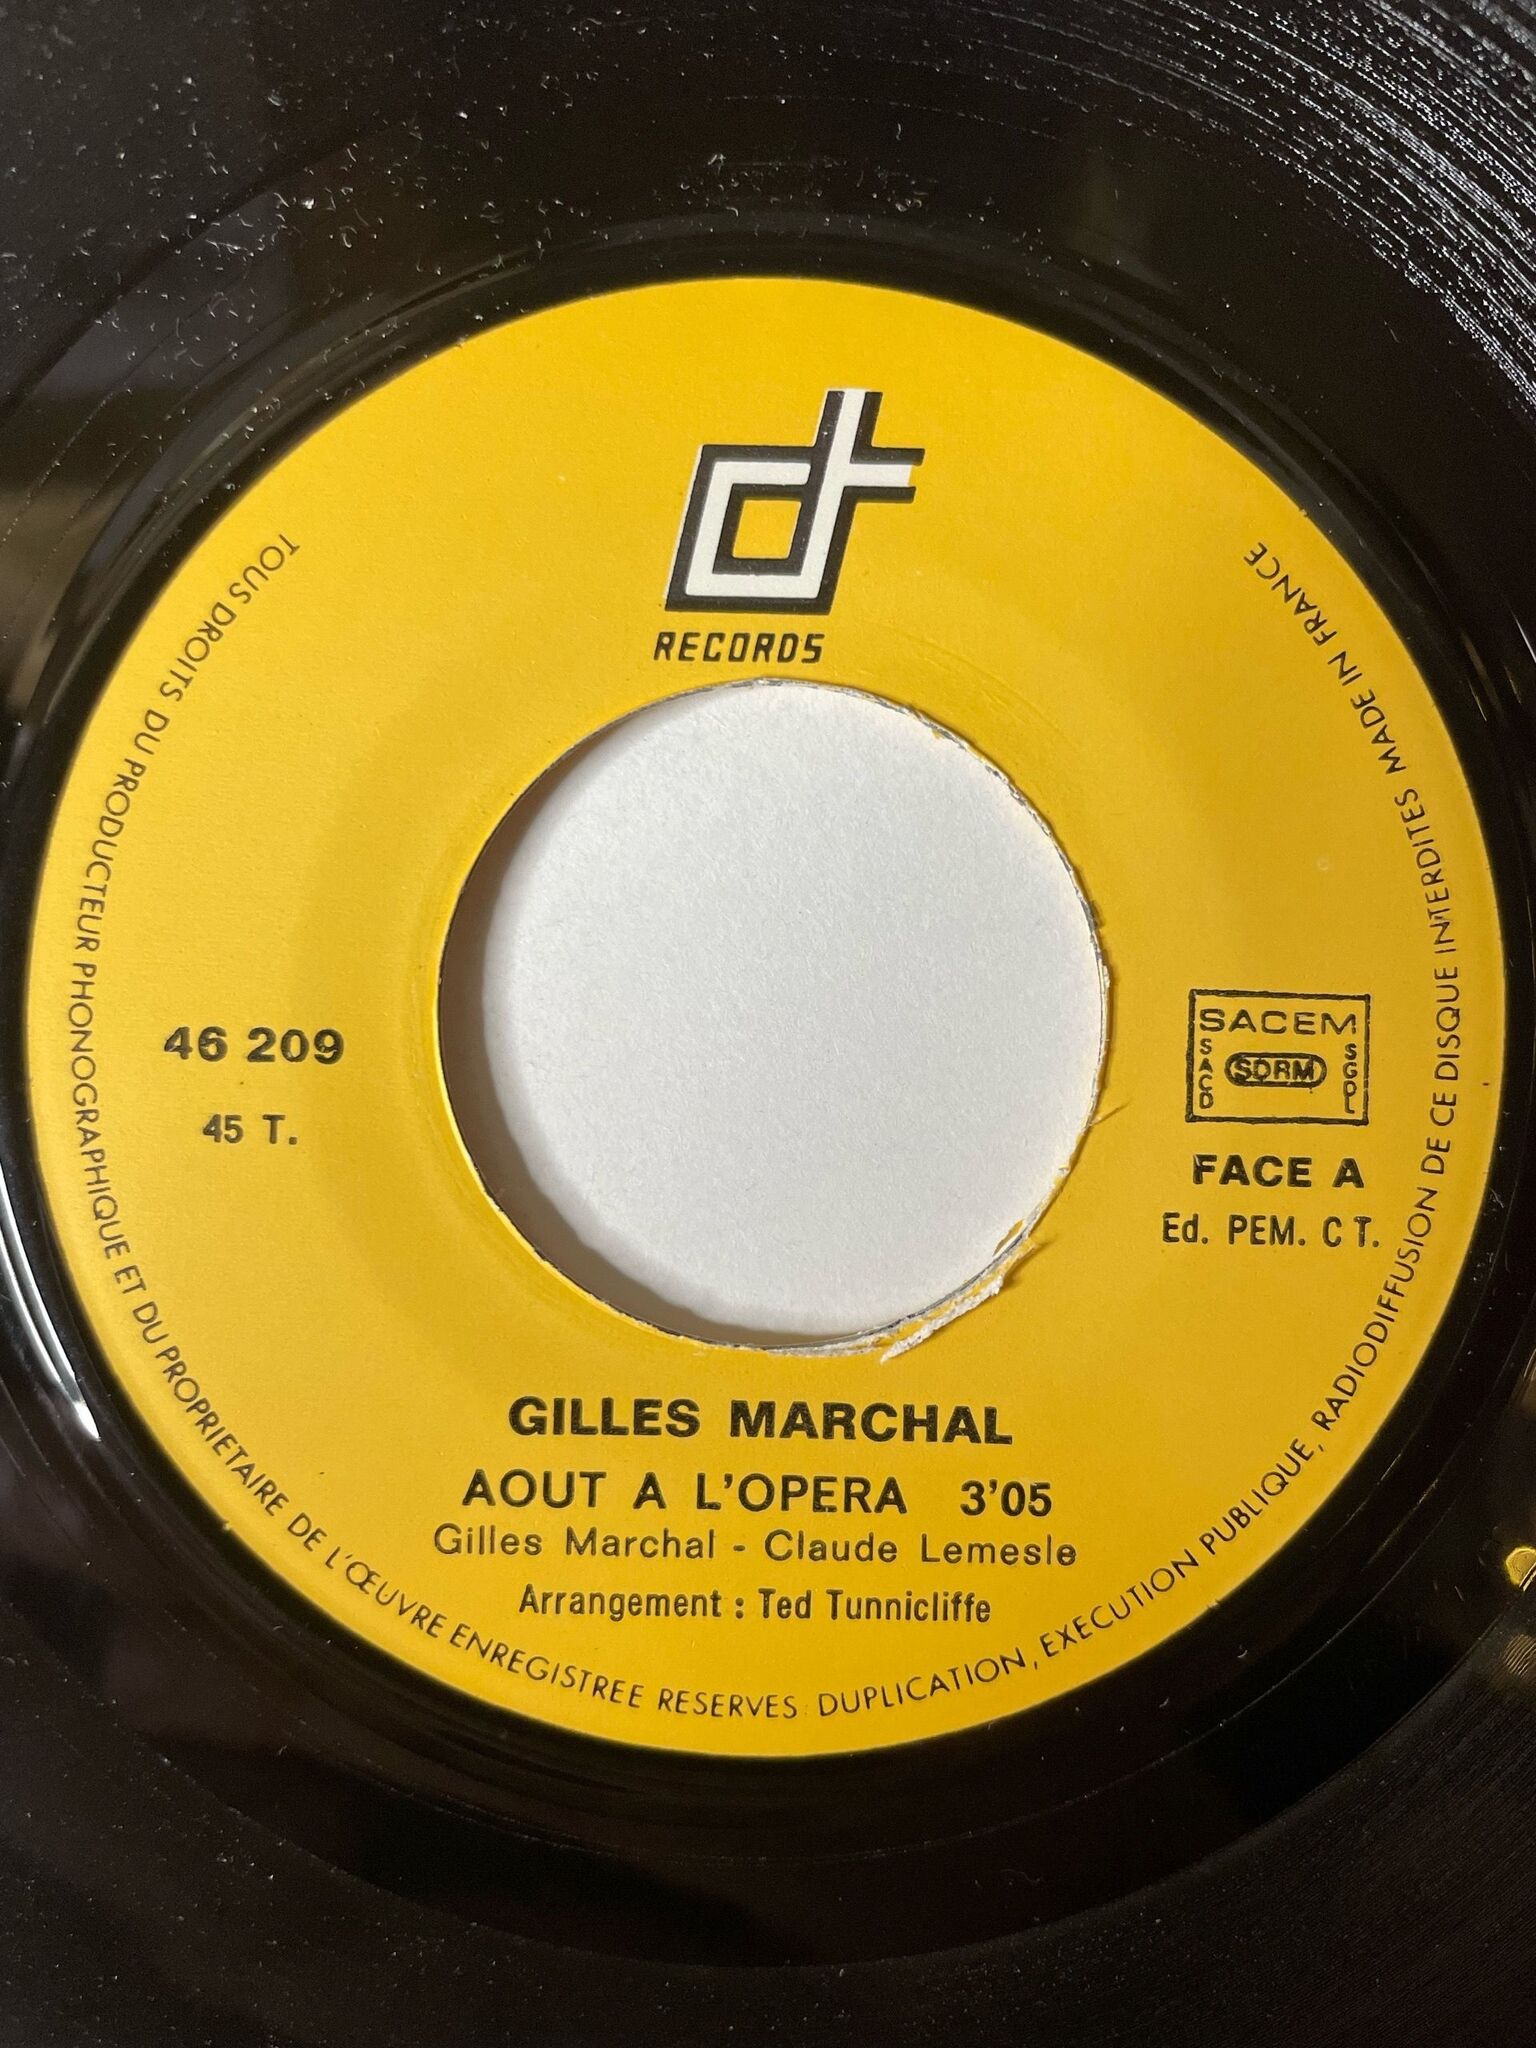 RECORDS
46 209
45 T.
SACEM
SACD
SDRM
SGDL
FACE A
Ed. PEM. C T.
GILLES MARCHAL
AOUT A L'OPERA 3'05
Gilles Marchal - Claude Lemesle
Arrangement : Ted Tunnicliffe
TOUS DROITS DU PRODUCTEUR PHONOGRAPHIQUE ET DU PROPRIETAIRE DE L'ŒUVRE ENREGISTREE RESERVES DUPLICATION, EXECUTION PUBLIQUE, RADIODIFFUSION DE CE DISQUE INTERDITES MADE IN FRANCE